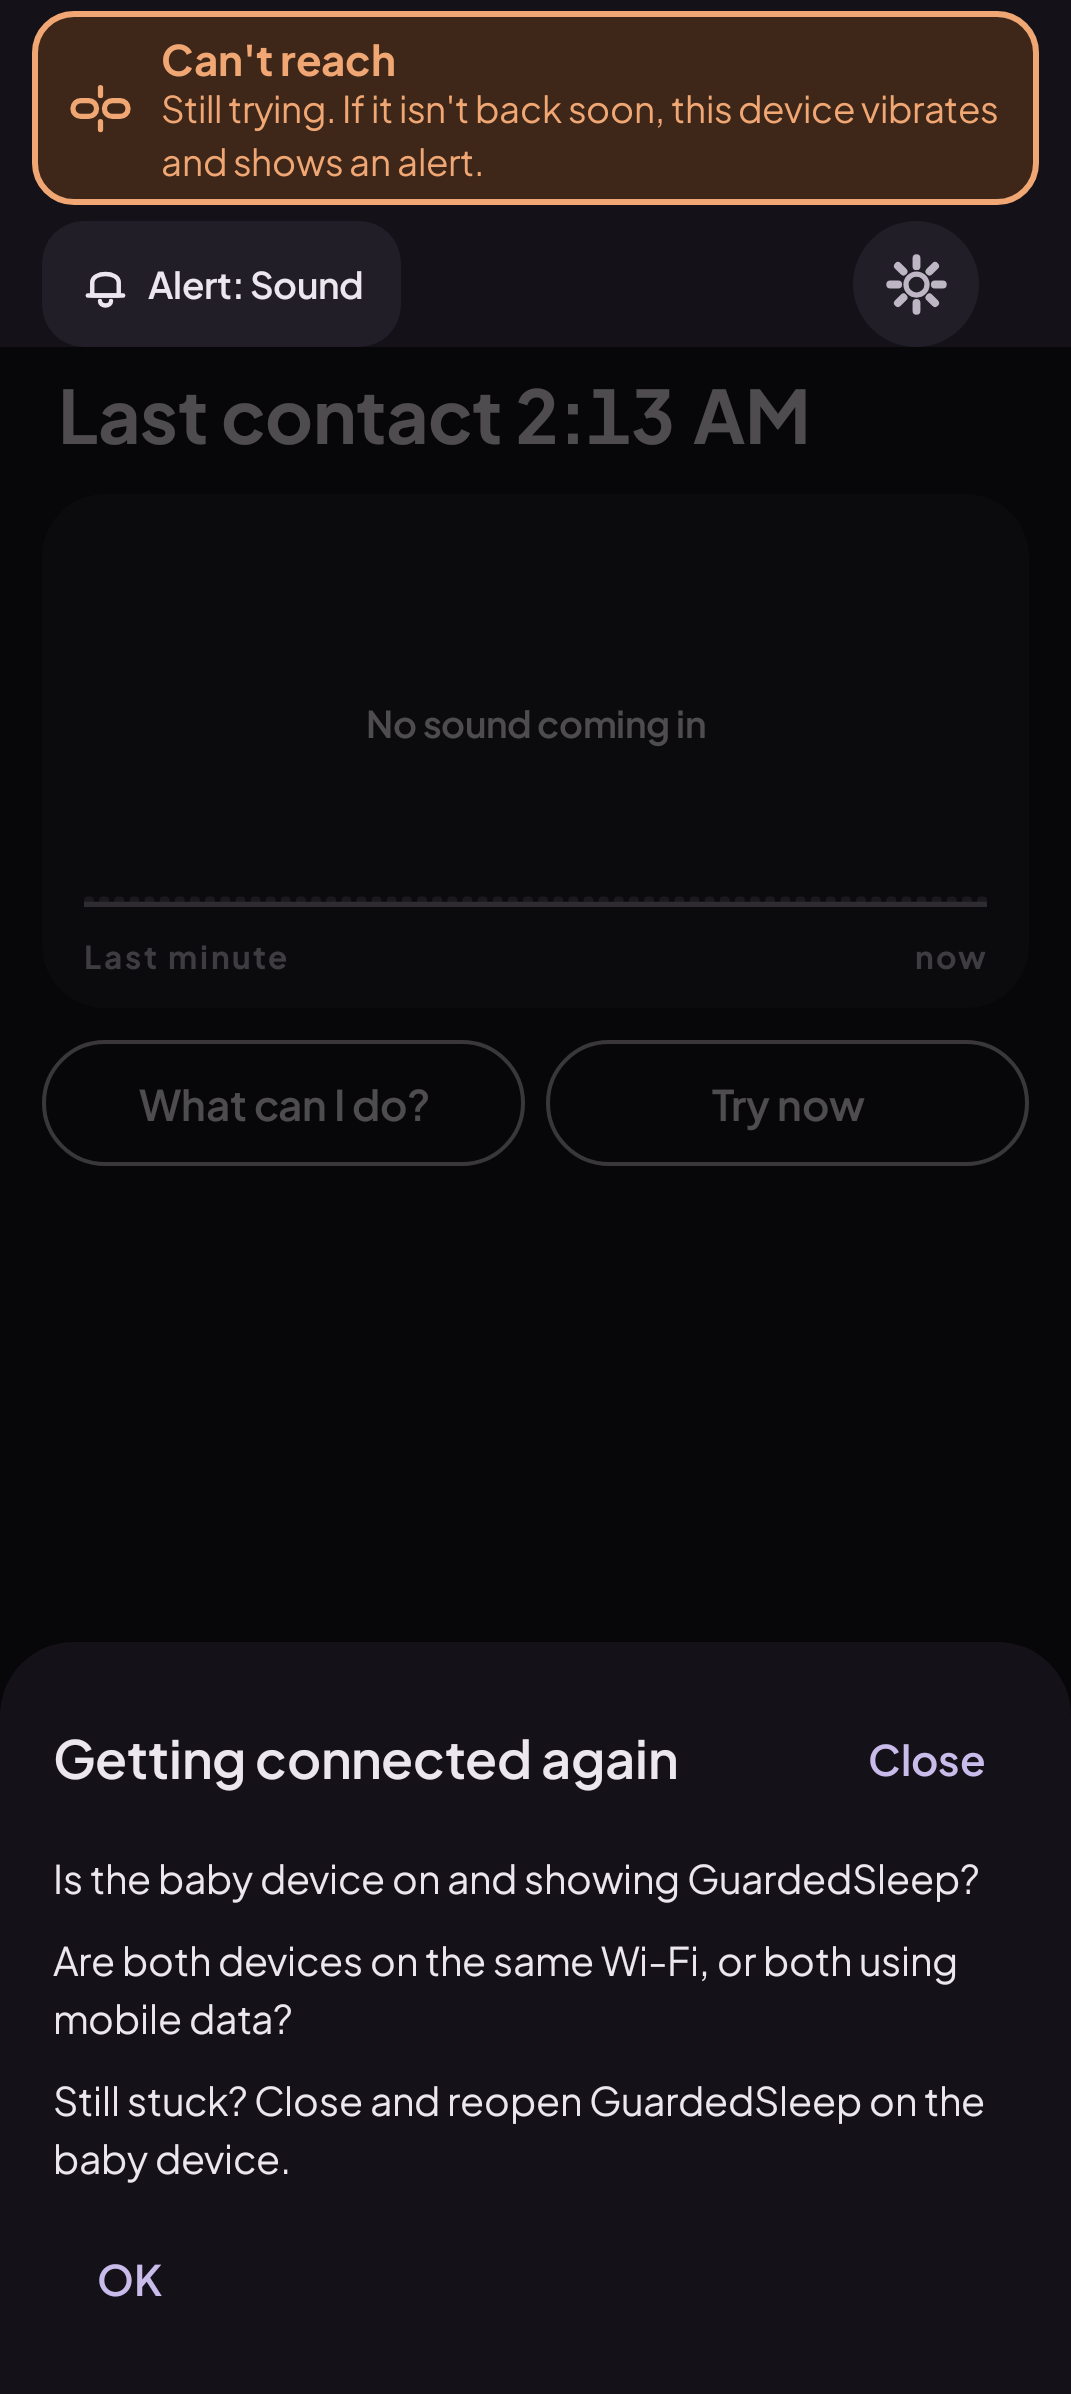 Can't reach
Still trying. If it isn't back soon, this device vibrates
and shows an alert.
Alert: Sound
Last contact 2:13 AM
No sound coming in
Last minute
now
What can I do?
Try now
Getting connected again
Close
Is the baby device on and showing GuardedSleep?
Are both devices on the same Wi-Fi, or both using
mobile data?
Still stuck? Close and reopen GuardedSleep on the
baby device.
OK